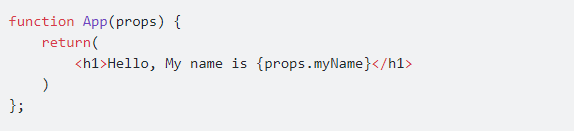 function App(props) {
    return(
        <h1>Hello, My name is {props.myName}</h1>
    )
};